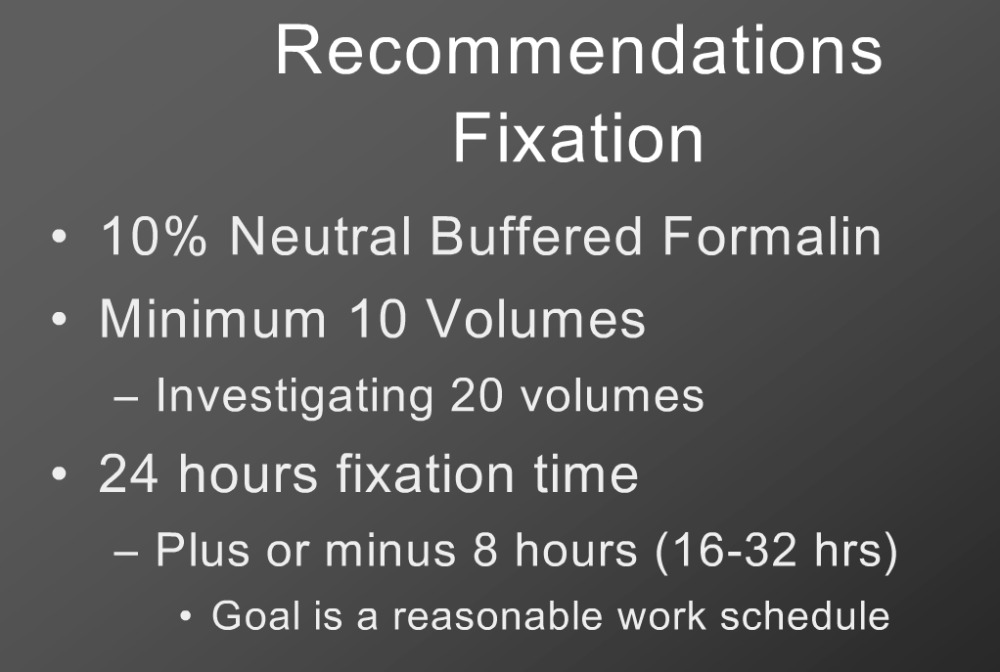 Recommendations
Fixation
• 10% Neutral Buffered Formalin
• Minimum 10 Volumes
– Investigating 20 volumes
• 24 hours fixation time
– Plus or minus 8 hours (16-32 hrs)
• Goal is a reasonable work schedule